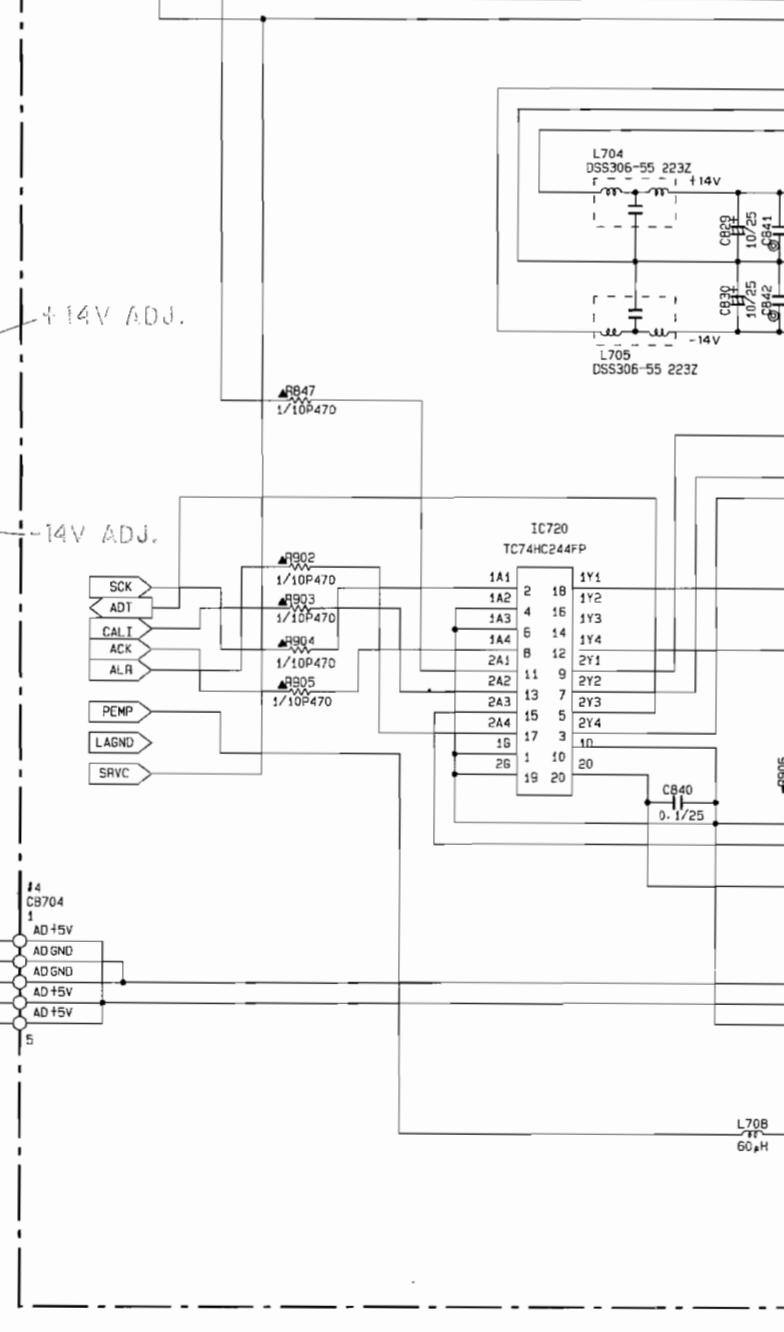 L704
DSS306-55 223Z
+14V
C829
+
10/25
C841
C830
+
10/25
C842
-14V
L705
DSS306-55 223Z
+14V ADJ.
▲R847
1/10P470
-14V ADJ.
IC720
TC74HC244FP
▲R902
1/10P470
▲R903
1/10P470
▲R904
1/10P470
▲R905
1/10P470
SCK
ADT
CALI
ACK
ALR
PEMP
LAGND
SRVC
1A1 2 18 1Y1
1A2 4 16 1Y2
1A3 6 14 1Y3
1A4 8 12 1Y4
2A1 11 9 2Y1
2A2 13 7 2Y2
2A3 15 5 2Y3
2A4 17 3 2Y4
1G 1 10 10
2G 19 20 20
C840
0.1/25
R906
#4
CB704
1
AD+5V
ADGND
ADGND
AD+5V
AD+5V
5
L708
60μH